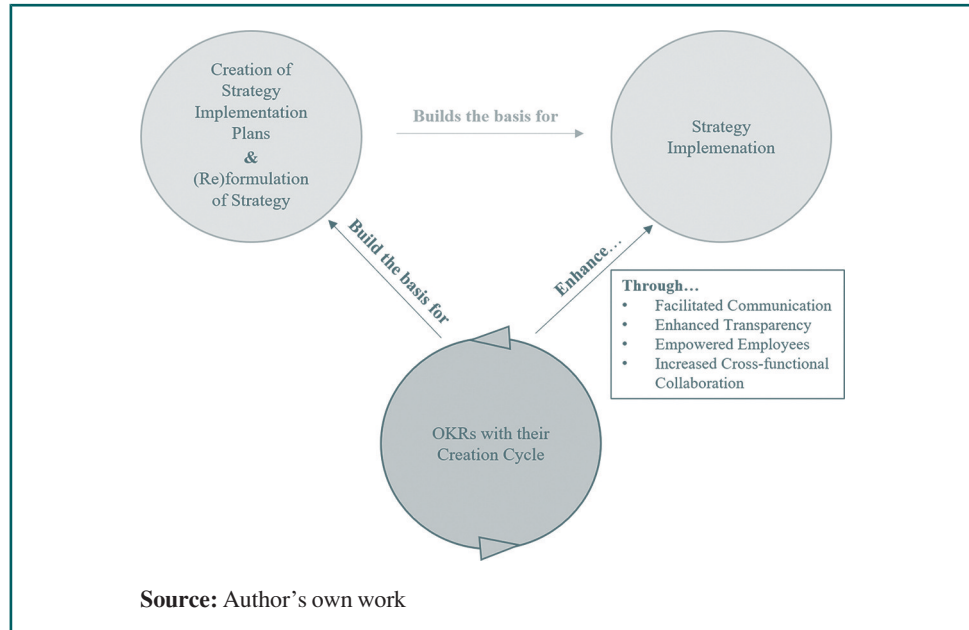 Creation of
Strategy
Implementation
Plans
&
(Re)formulation
of Strategy
Builds the basis for
Strategy
Implemenation
Build the basis for
Enhance...
Through...
• Facilitated Communication
• Enhanced Transparency
• Empowered Employees
• Increased Cross-functional
Collaboration
OKRs with their
Creation Cycle
Source: Author's own work